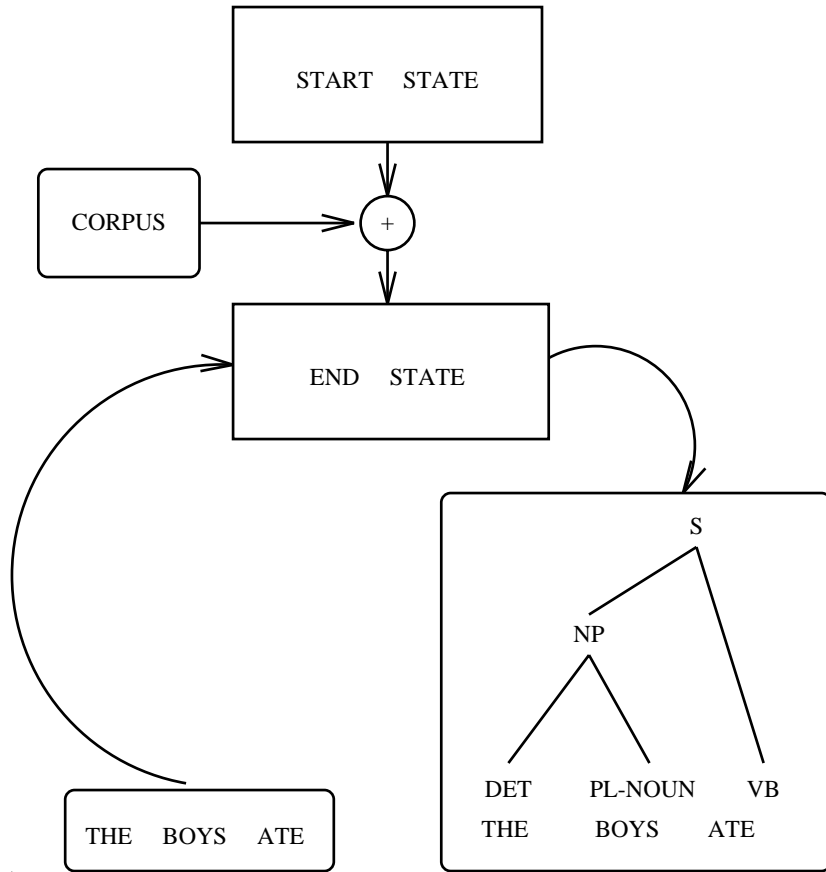 START STATE
CORPUS
+
END STATE
S
NP
DET PL-NOUN VB
THE BOYS ATE
THE BOYS ATE